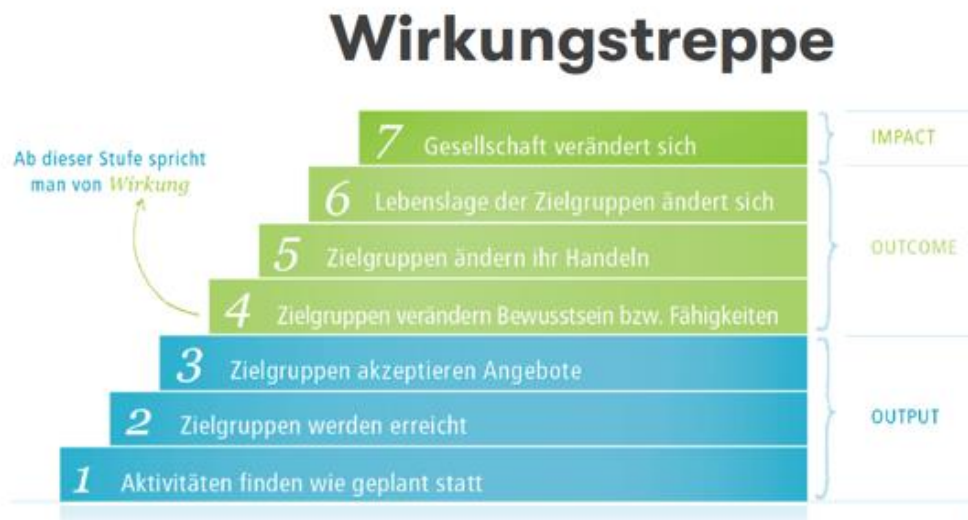 Wirkungstreppe
7 Gesellschaft verändert sich
IMPACT
Ab dieser Stufe spricht
man von Wirkung
6 Lebenslage der Zielgruppen ändert sich
5 Zielgruppen ändern ihr Handeln
OUTCOME
4 Zielgruppen verändern Bewusstsein bzw. Fähigkeiten
3 Zielgruppen akzeptieren Angebote
2 Zielgruppen werden erreicht
OUTPUT
1 Aktivitäten finden wie geplant statt